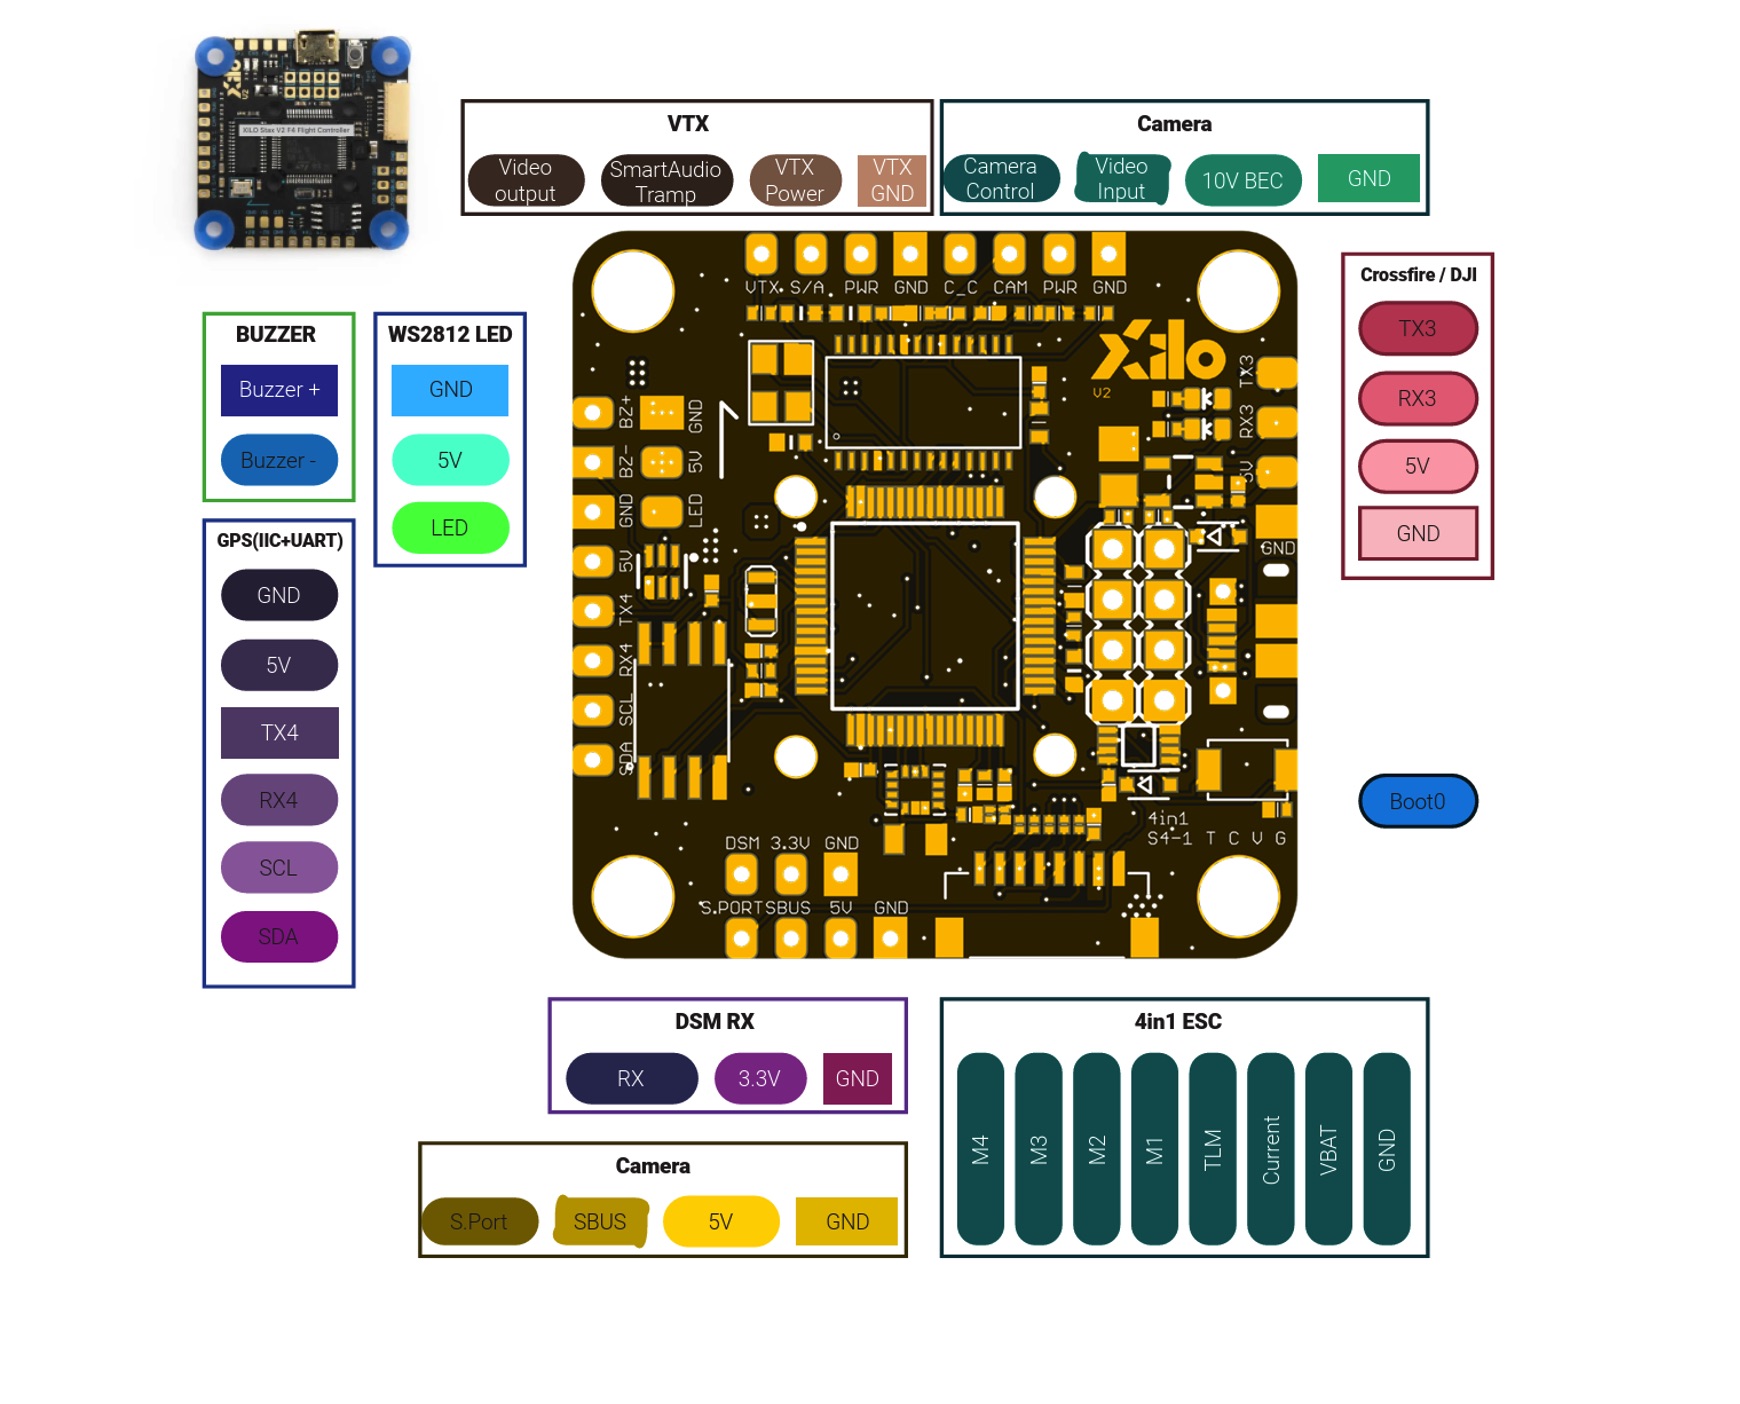 Xilo
V2
XILO Stax V2 F4 Flight Controller
VTX
Video
output
SmartAudio
Tramp
VTX
Power
VTX
GND
Camera
Camera
Control
Video
Input
10V BEC
GND
Crossfire / DJI
TX3
RX3
5V
GND
BUZZER
Buzzer +
Buzzer -
WS2812 LED
GND
5V
LED
GPS(IIC+UART)
GND
5V
TX4
RX4
SCL
SDA
VTX S/A PWR GND C_C CAM PWR GND
Xilo
V2
TX3
RX3
5V
GND
BZ+
BZ-
GND
5V
TX4
RX4
SCL
SDA
GND
5V
LED
4in1
S4-1 T C V G
DSM 3.3V GND
S.PORT SBUS 5V GND
Boot0
DSM RX
RX
3.3V
GND
Camera
S.Port
SBUS
5V
GND
4in1 ESC
M4
M3
M2
M1
TLM
Current
VBAT
GND